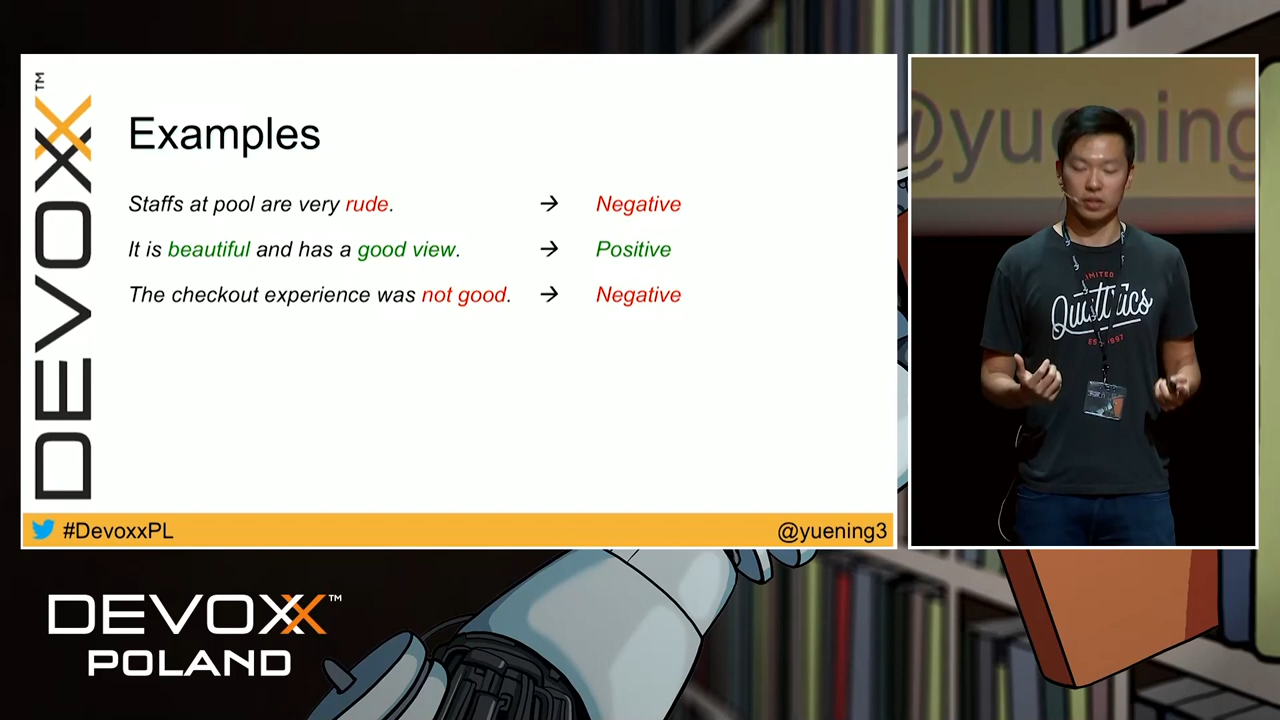 DEVOXX™
Examples
Staffs at pool are very rude. → Negative
It is beautiful and has a good view. → Positive
The checkout experience was not good. → Negative
#DevoxxPL
@yuening3
@yuening
DEVOXX™
POLAND